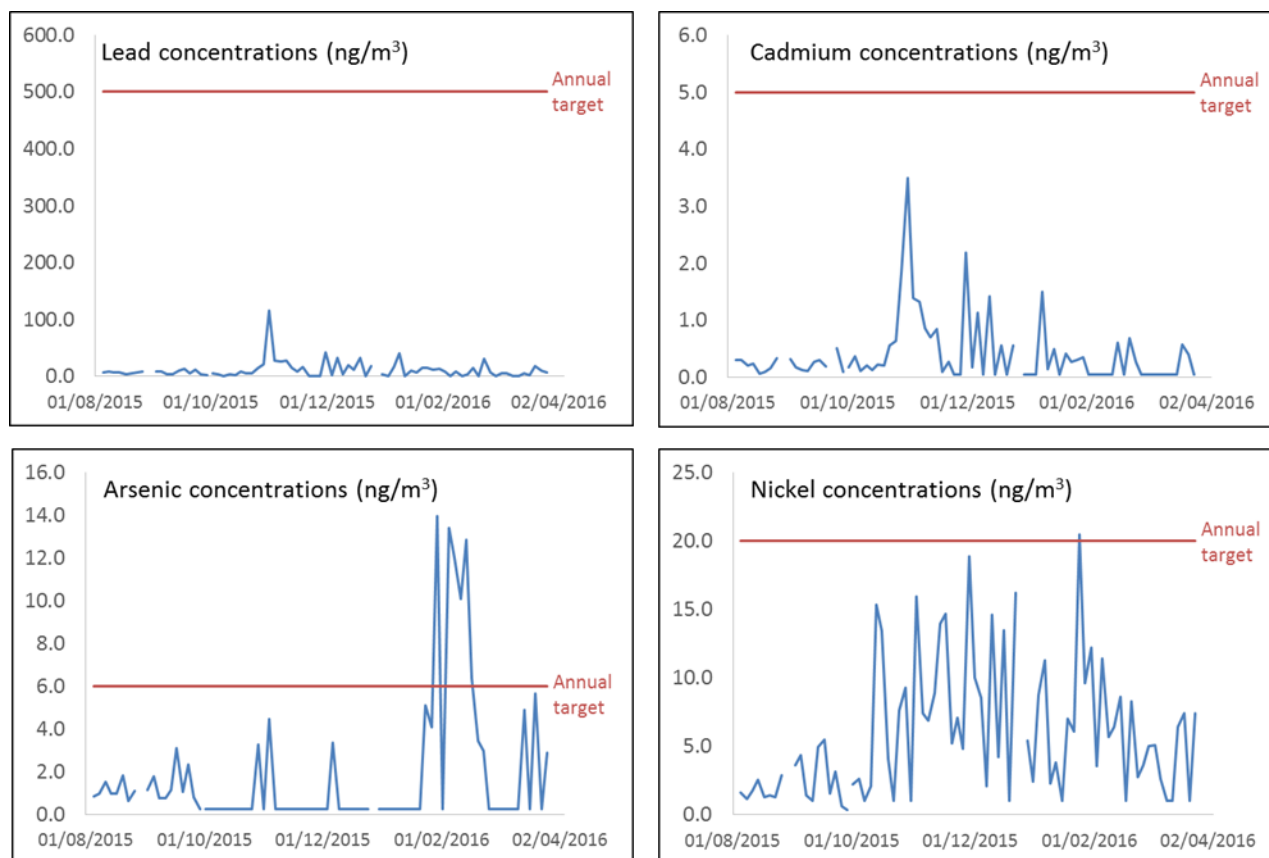 Lead concentrations (ng/m³)
600.0
500.0
400.0
300.0
200.0
100.0
0.0
Annual
target
01/08/2015 01/10/2015 01/12/2015 01/02/2016 02/04/2016
Cadmium concentrations (ng/m³)
6.0
5.0
4.0
3.0
2.0
1.0
0.0
Annual
target
01/08/2015 01/10/2015 01/12/2015 01/02/2016 02/04/2016
Arsenic concentrations (ng/m³)
16.0
14.0
12.0
10.0
8.0
6.0
4.0
2.0
0.0
Annual
target
01/08/2015 01/10/2015 01/12/2015 01/02/2016 02/04/2016
Nickel concentrations (ng/m³)
25.0
20.0
15.0
10.0
5.0
0.0
Annual
target
01/08/2015 01/10/2015 01/12/2015 01/02/2016 02/04/2016